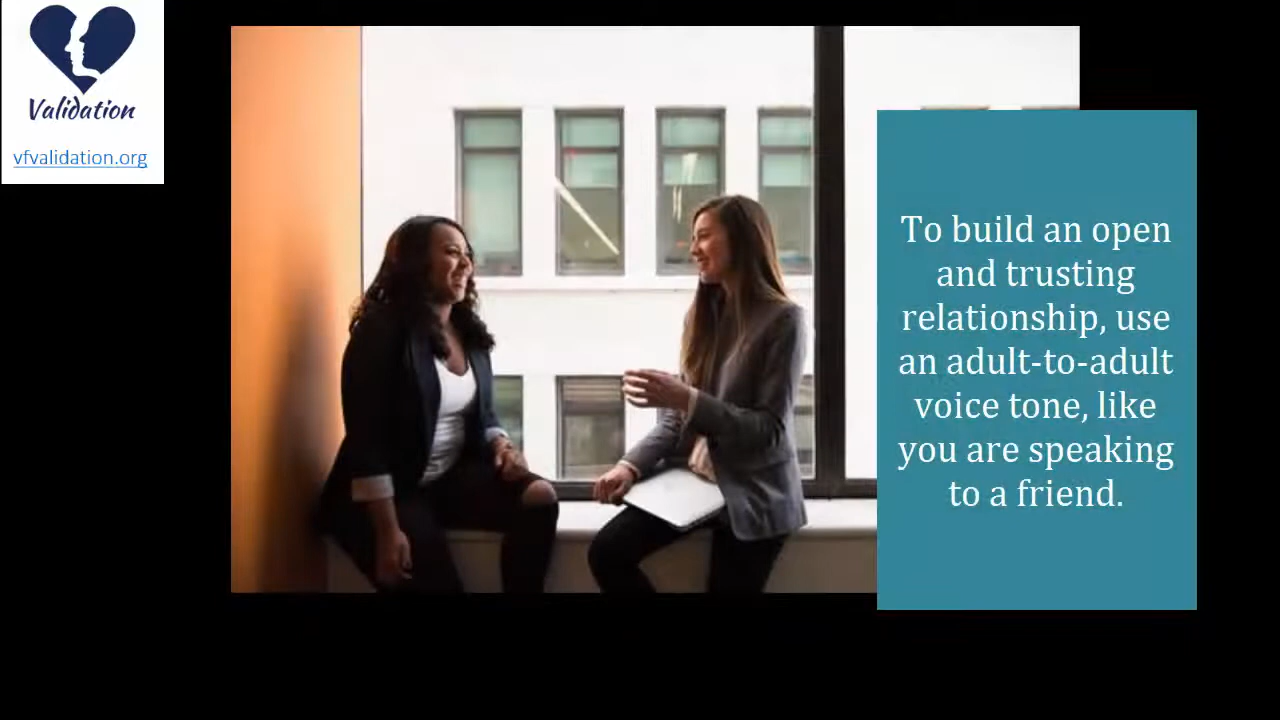 Validation
vfvalidation.org
To build an open
and trusting
relationship, use
an adult-to-adult
voice tone, like
you are speaking
to a friend.